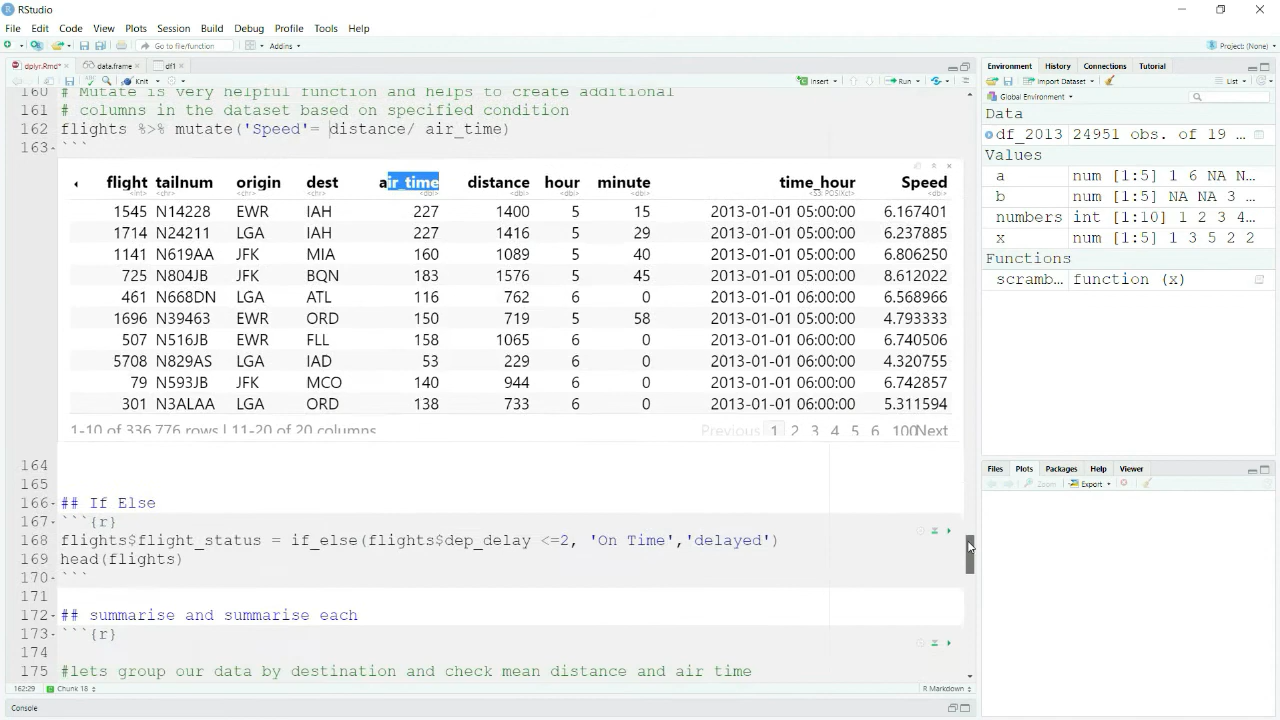 RStudio
File Edit Code View Plots Session Build Debug Profile Tools Help
Go to file/function Addins Project: (None)
dplyr.Rmd* data.frame df1
Knit Insert Run
160 # Mutate is very helpful function and helps to create additional
161 # columns in the dataset based on specified condition
162 flights %>% mutate('Speed'= distance/ air_time)
163 ```
flight tailnum origin dest air_time distance hour minute time_hour Speed
<int> <chr> <chr> <chr> <dbl> <dbl> <dbl> <dbl> <S3: POSIXct> <dbl>
1545 N14228 EWR IAH 227 1400 5 15 2013-01-01 05:00:00 6.167401
1714 N24211 LGA IAH 227 1416 5 29 2013-01-01 05:00:00 6.237885
1141 N619AA JFK MIA 160 1089 5 40 2013-01-01 05:00:00 6.806250
725 N804JB JFK BQN 183 1576 5 45 2013-01-01 05:00:00 8.612022
461 N668DN LGA ATL 116 762 6 0 2013-01-01 06:00:00 6.568966
1696 N39463 EWR ORD 150 719 5 58 2013-01-01 05:00:00 4.793333
507 N516JB EWR FLL 158 1065 6 0 2013-01-01 06:00:00 6.740506
5708 N829AS LGA IAD 53 229 6 0 2013-01-01 06:00:00 4.320755
79 N593JB JFK MCO 140 944 6 0 2013-01-01 06:00:00 6.742857
301 N3ALAA LGA ORD 138 733 6 0 2013-01-01 06:00:00 5.311594
1-10 of 336,776 rows | 11-20 of 20 columns Previous 1 2 3 4 5 6 100 Next
164
165
166 ## If Else
167 ```{r}
168 flights$flight_status = if_else(flights$dep_delay <=2, 'On Time','delayed')
169 head(flights)
170 ```
171
172 ## summarise and summarise each
173 ```{r}
174
175 #lets group our data by destination and check mean distance and air time
162:29 Chunk 18 R Markdown
Console
Environment History Connections Tutorial
Import Dataset List
Global Environment
Data
df_2013 24951 obs. of 19 ...
Values
a num [1:5] 1 6 NA N...
b num [1:5] NA NA 3 ...
numbers int [1:10] 1 2 3 4...
x num [1:5] 1 3 5 2 2
Functions
scramb... function (x)
Files Plots Packages Help Viewer
Zoom Export